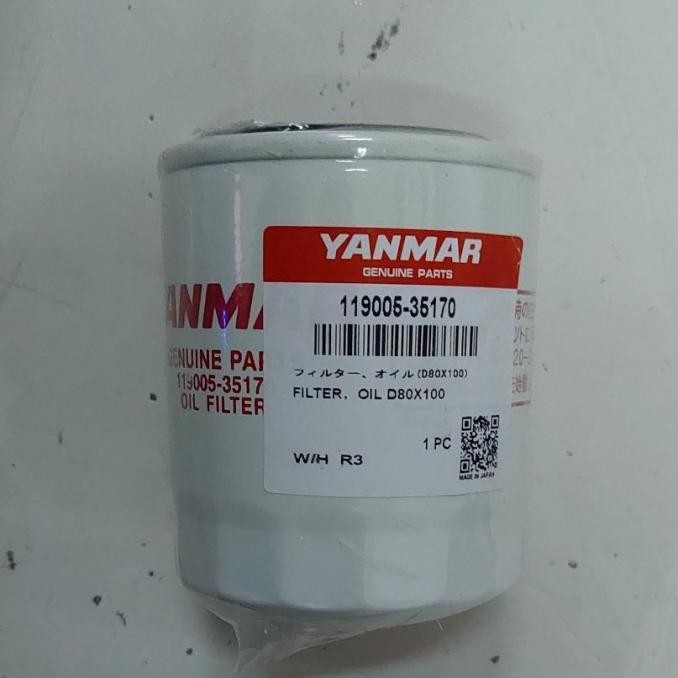 YANMAR
GENUINE PARTS
119005-35170
フィルター、オイル(D80X100)
FILTER, OIL D80X100
1 PC
W/H R3
MADE IN JAPAN
YANMA
GENUINE PAR
119005-3517
OIL FILTER